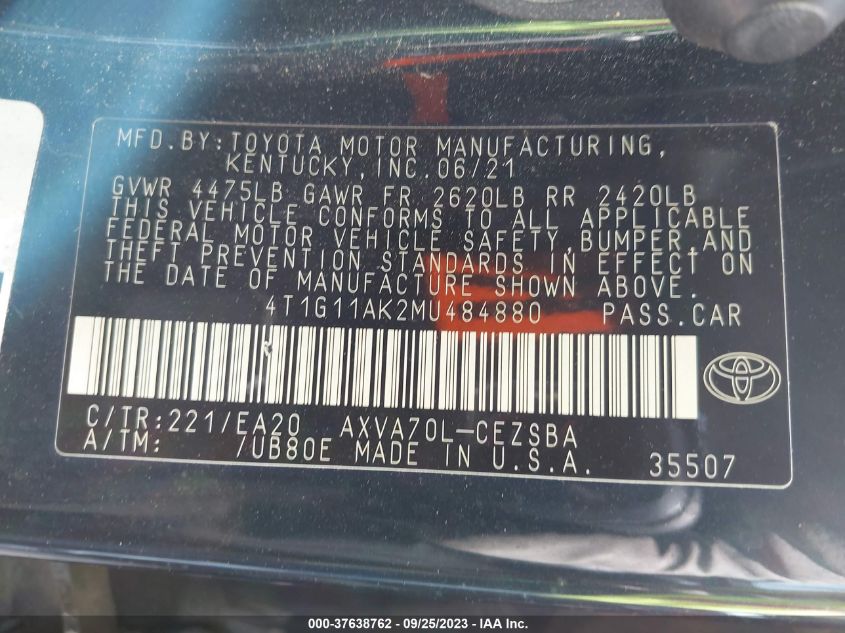 MFD.BY:TOYOTA MOTOR MANUFACTURING,
KENTUCKY,INC.06/21
GVWR 4475LB GAWR FR 2620LB RR 2420LB
THIS VEHICLE CONFORMS TO ALL APPLICABLE
FEDERAL MOTOR VEHICLE SAFETY,BUMPER,AND
THEFT PREVENTION STANDARDS IN EFFECT ON
THE DATE OF MANUFACTURE SHOWN ABOVE.
4T1G11AK2MU484880 PASS.CAR
C/TR:221/EA20 AXVA70L-CEZSBA
A/TM: /UB80E MADE IN U.S.A. 35507
000-37638762 - 09/25/2023 - IAA Inc.